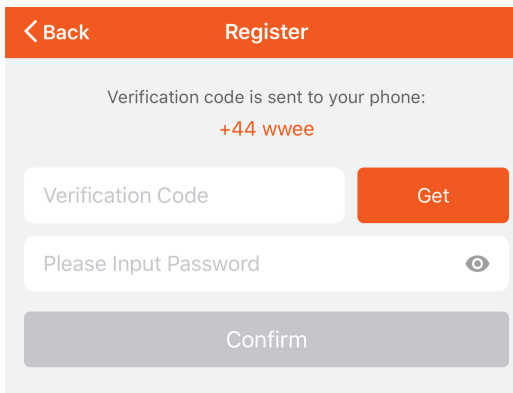 Back
Register
Verification code is sent to your phone:
+44 wwee
Verification Code
Get
Please Input Password
Confirm